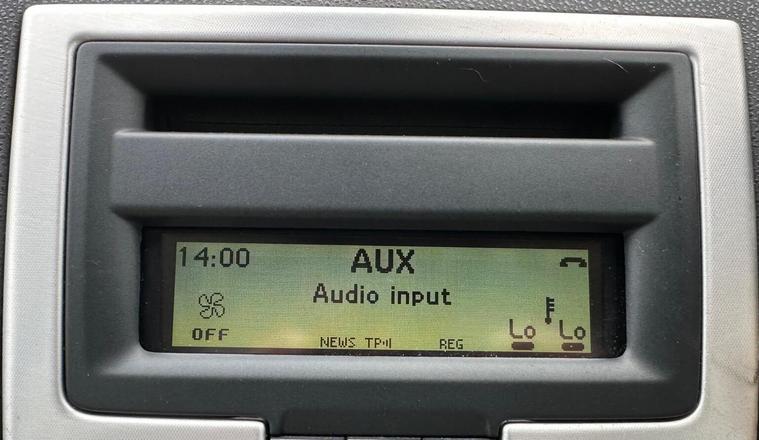 14:00 AUX
Audio input
OFF
NEWS TP REG
Lo Lo